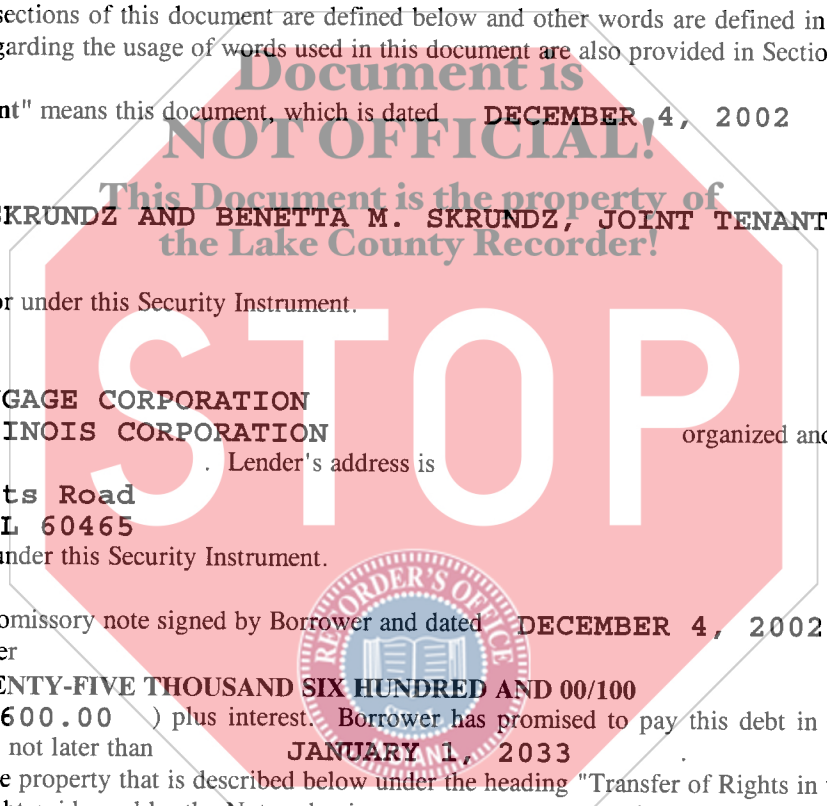 sections of this document are defined below and other words are defined in
garding the usage of words used in this document are also provided in Sectio
Document is
nt" means this document, which is dated DECEMBER 4, 2002
NOT OFFICIAL!
This Document is the property of
SKRUNDZ AND BENETTA M. SKRUNDZ, JOINT TENANT
the Lake County Recorder!
or under this Security Instrument.
STOP
GAGE CORPORATION
INOIS CORPORATION organized and
. Lender's address is
ts Road
L 60465
under this Security Instrument.
RECORDER'S OFFICE
omissory note signed by Borrower and dated DECEMBER 4, 2002
er
ENTY-FIVE THOUSAND SIX HUNDRED AND 00/100
600.00 ) plus interest. Borrower has promised to pay this debt in
SEAL
not later than JANUARY 1, 2033 .
e property that is described below under the heading "Transfer of Rights in